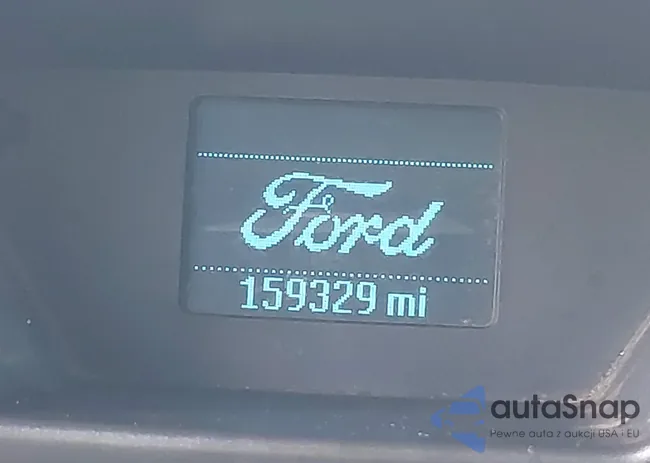 Ford
159329 mi
autaSnap
Pewne auta z aukcji USA i EU